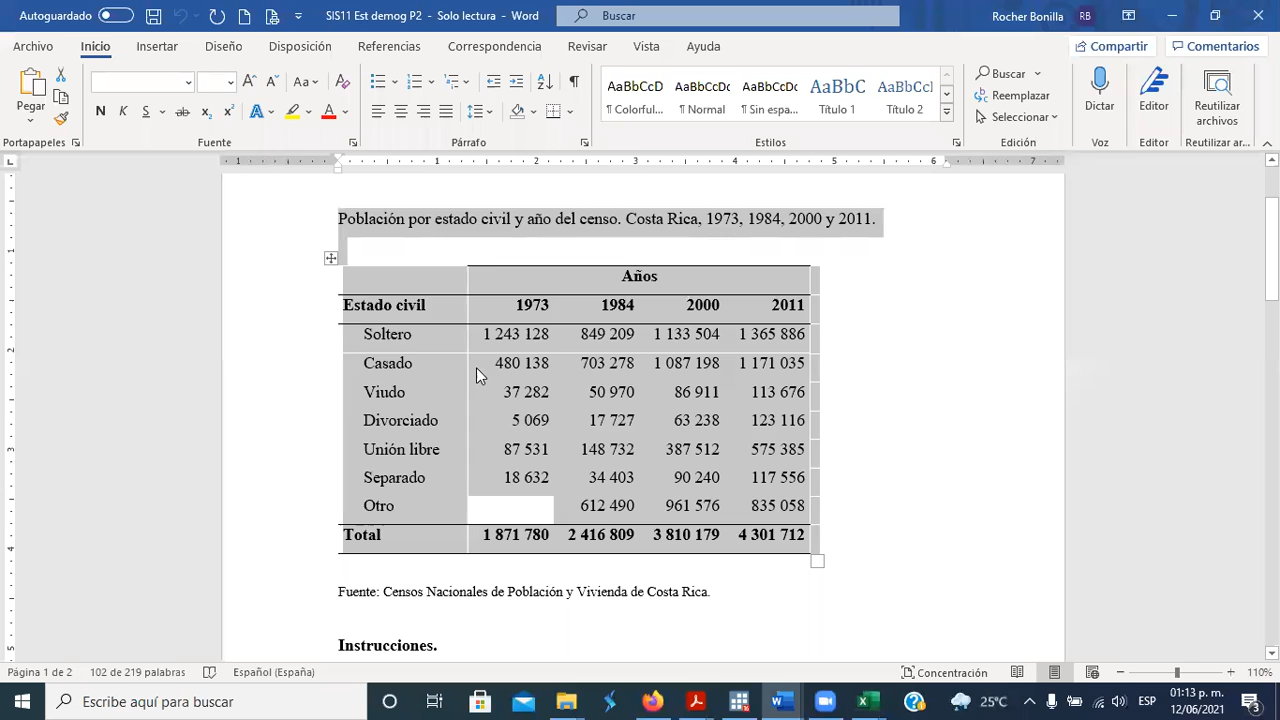 Autoguardado
SIS11 Est demog P2 - Solo lectura
Buscar
Rocher Bonilla
RB
Archivo Inicio Insertar Diseño Disposición Referencias Correspondencia Revisar Vista Ayuda
Compartir
Comentarios
Pegar
Portapapeles
N K S ab x₂ x²
Aa
Fuente
Párrafo
AaBbCcD AaBbCcDc AaBbCcDc AaBbC AaBbCcI
¶ Colorful... ¶ Normal ¶ Sin espa... Título 1 Título 2
Estilos
Buscar
Reemplazar
Seleccionar
Edición
Dictar
Voz
Editor
Editor
Reutilizar archivos
Reutilizar ar...
Población por estado civil y año del censo. Costa Rica, 1973, 1984, 2000 y 2011.
Años
Estado civil 1973 1984 2000 2011
Soltero 1 243 128 849 209 1 133 504 1 365 886
Casado 480 138 703 278 1 087 198 1 171 035
Viudo 37 282 50 970 86 911 113 676
Divorciado 5 069 17 727 63 238 123 116
Unión libre 87 531 148 732 387 512 575 385
Separado 18 632 34 403 90 240 117 556
Otro 612 490 961 576 835 058
Total 1 871 780 2 416 809 3 810 179 4 301 712
Fuente: Censos Nacionales de Población y Vivienda de Costa Rica.
Instrucciones.
Página 1 de 2 102 de 219 palabras Español (España)
Concentración
110%
Escribe aquí para buscar
25°C
ESP
01:13 p. m.
12/06/2021
3